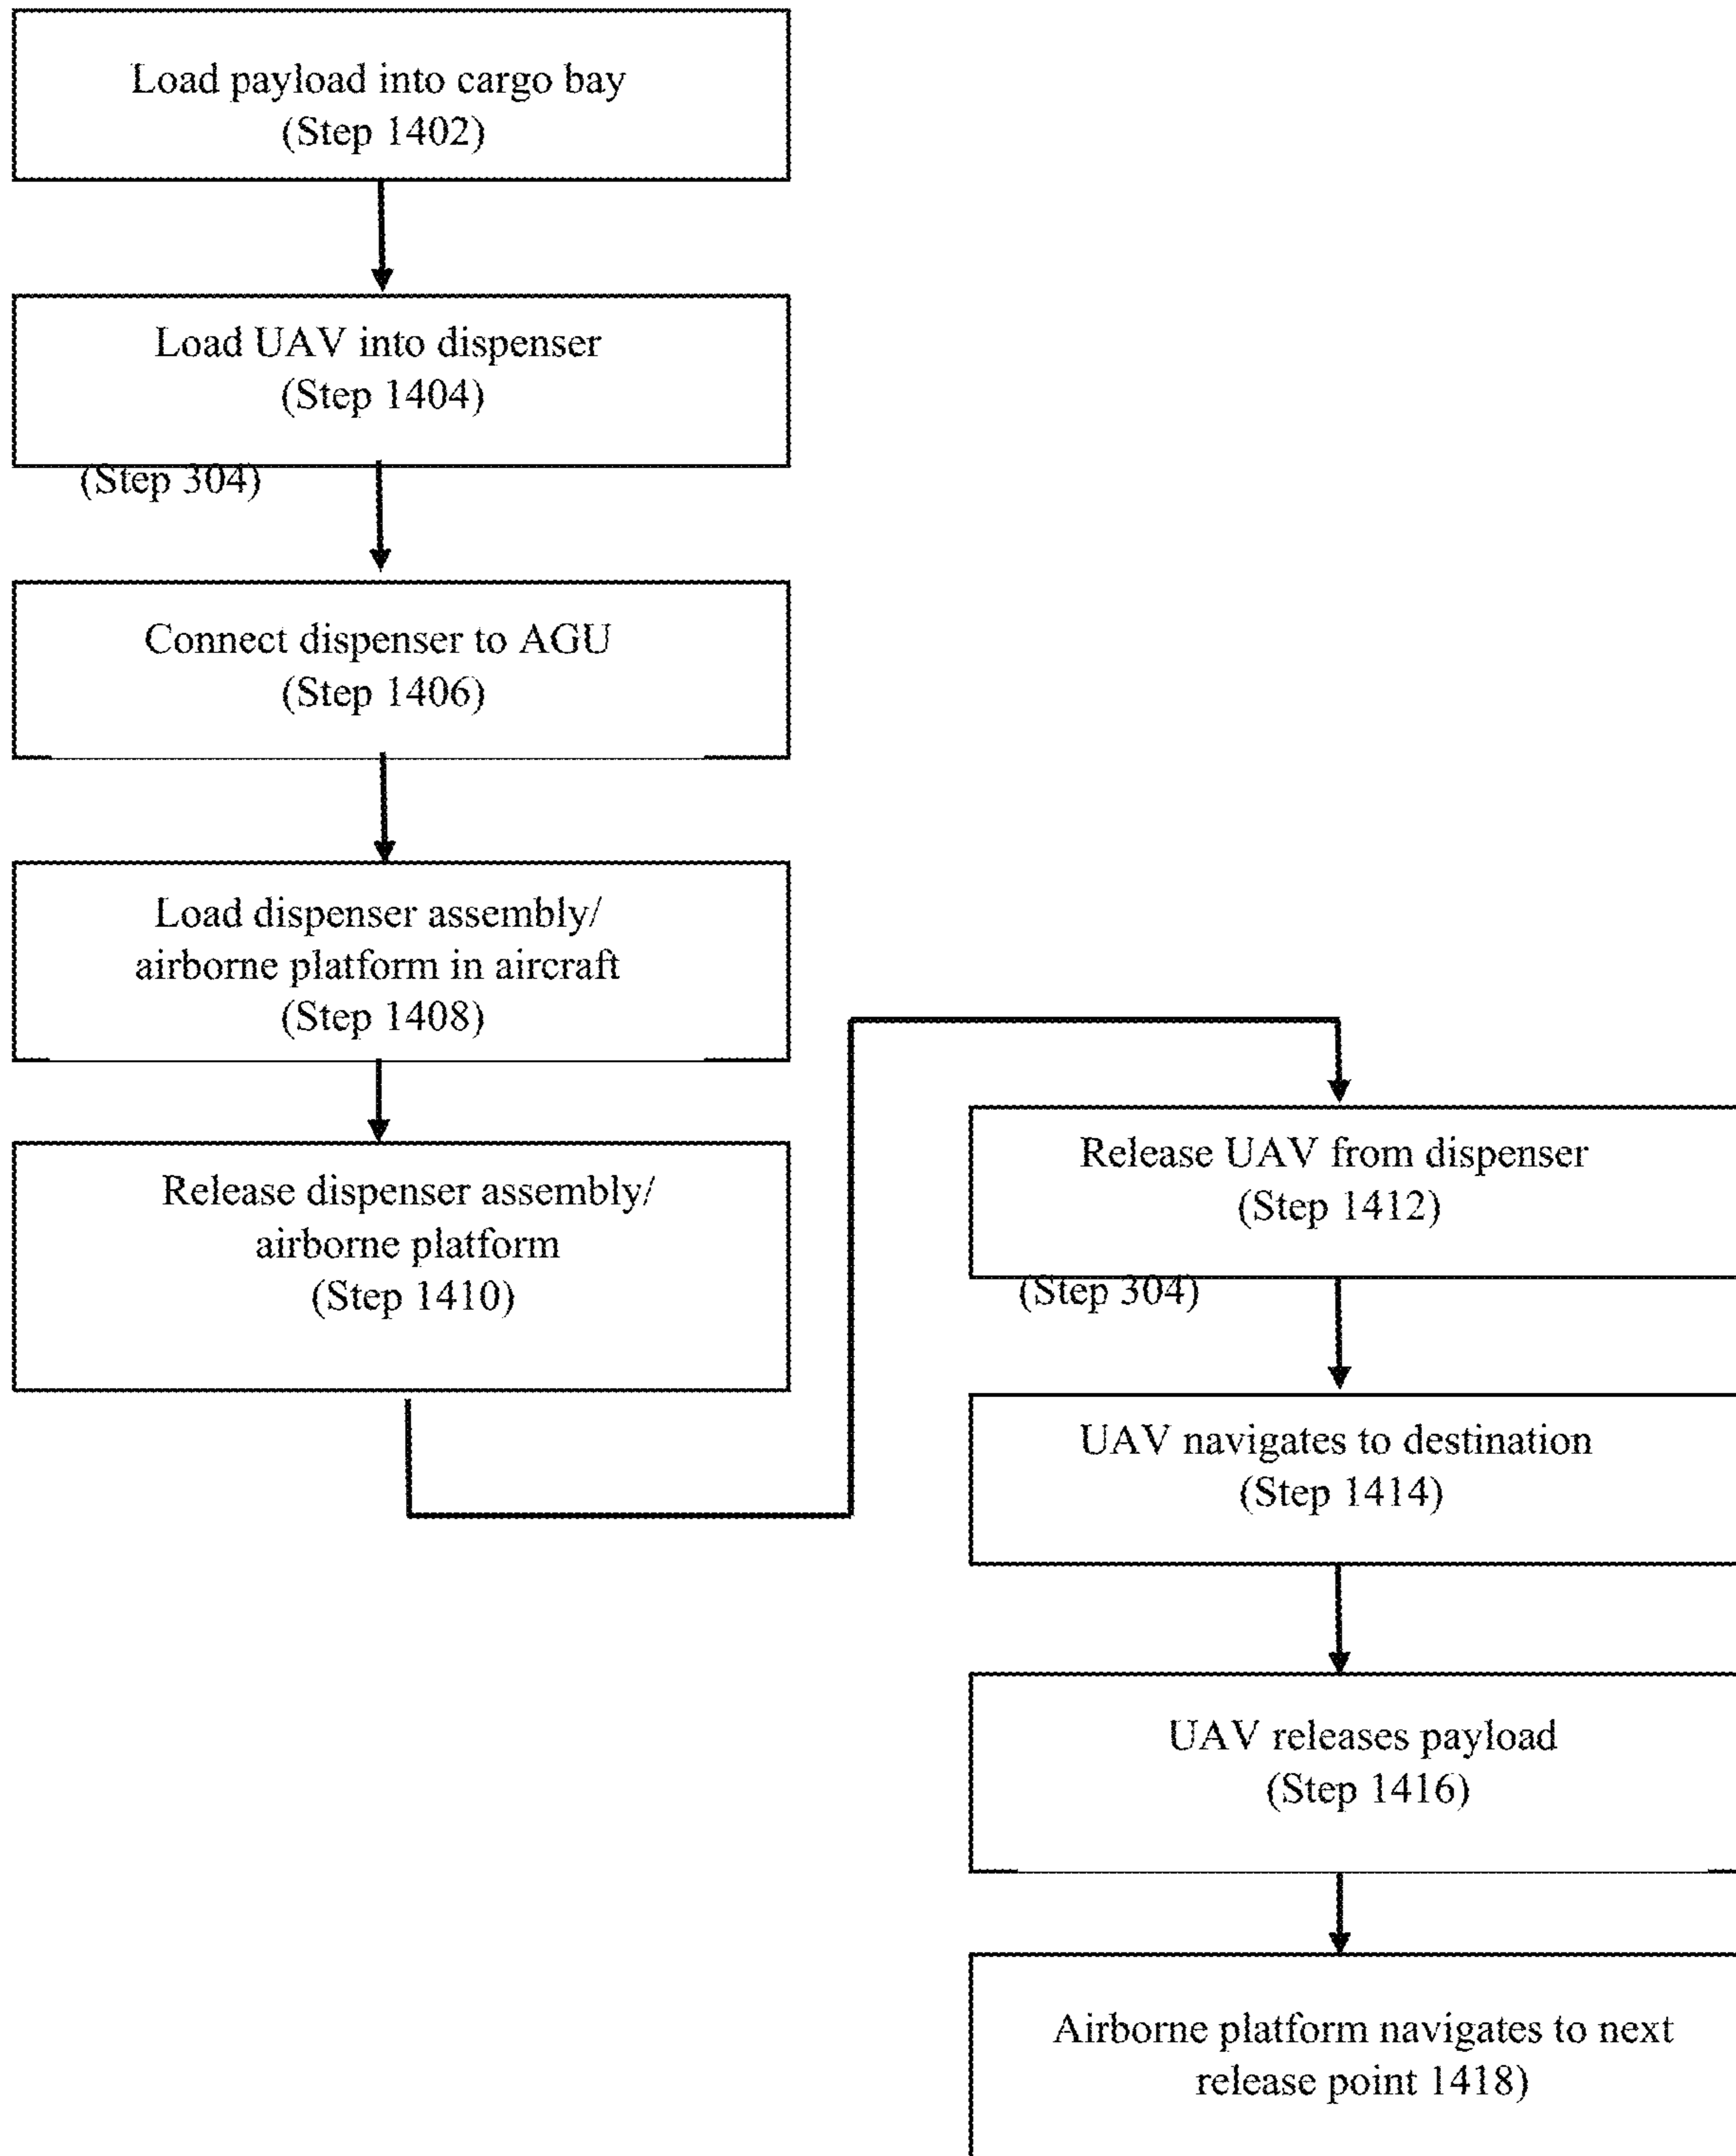 Load payload into cargo bay
(Step 1402)
Load UAV into dispenser
(Step 1404)
(Step 304)
Connect dispenser to AGU
(Step 1406)
Load dispenser assembly/
airborne platform in aircraft
(Step 1408)
Release dispenser assembly/
airborne platform
(Step 1410)
Release UAV from dispenser
(Step 1412)
(Step 304)
UAV navigates to destination
(Step 1414)
UAV releases payload
(Step 1416)
Airborne platform navigates to next
release point 1418)